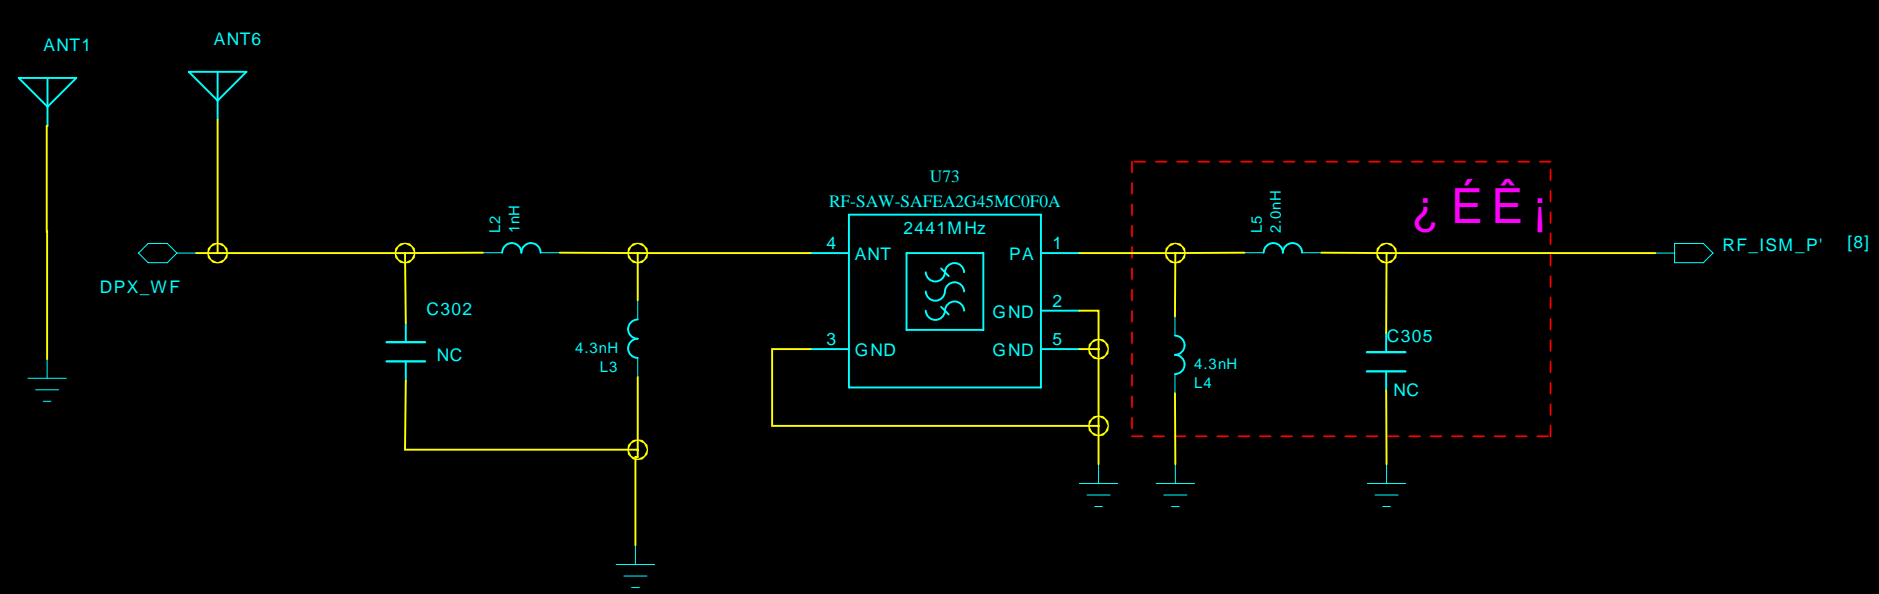 ANT1
ANT6
U73
RF-SAW-SAFEA2G45MC0F0A
2441MHz
4
ANT
PA
1
GND
2
3
GND
GND
5
DPX_WF
L2
1nH
C302
NC
4.3nH
L3
L5
2.0nH
¿ É Ê ¡
4.3nH
L4
C305
NC
RF_ISM_P'
[8]